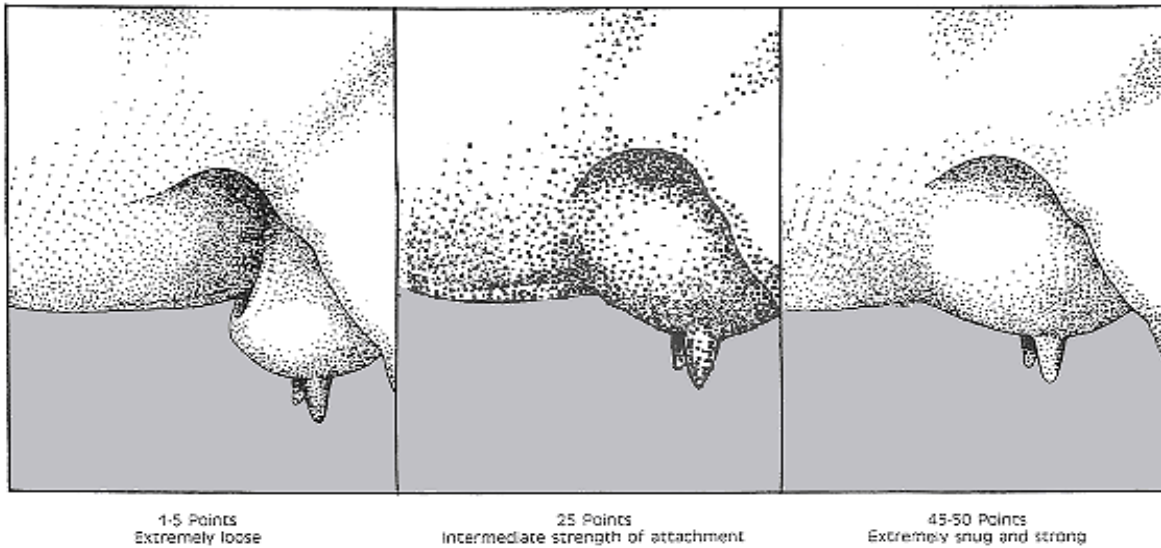 1-5 Points
Extremely loose
25 Points
Intermediate strength of attachment
45-50 Points
Extremely snug and strong